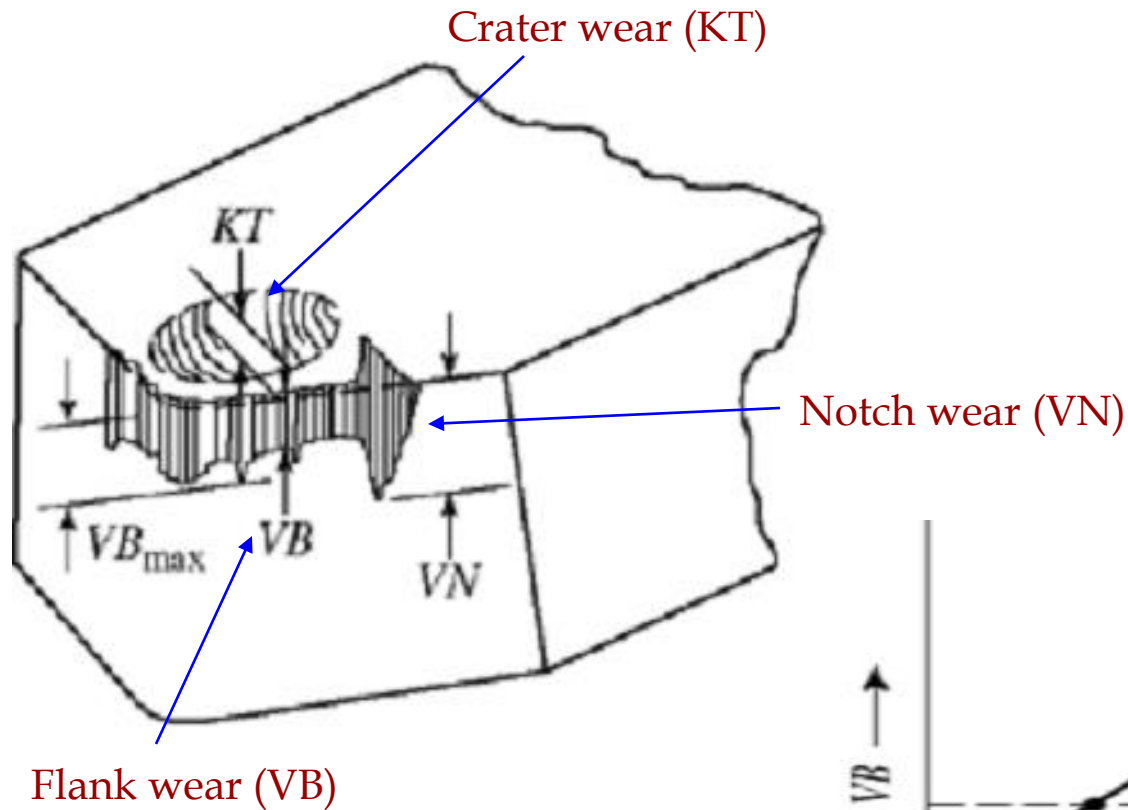 Crater wear (KT)
KT
Notch wear (VN)
VB_max
VB
VN
Flank wear (VB)
VB